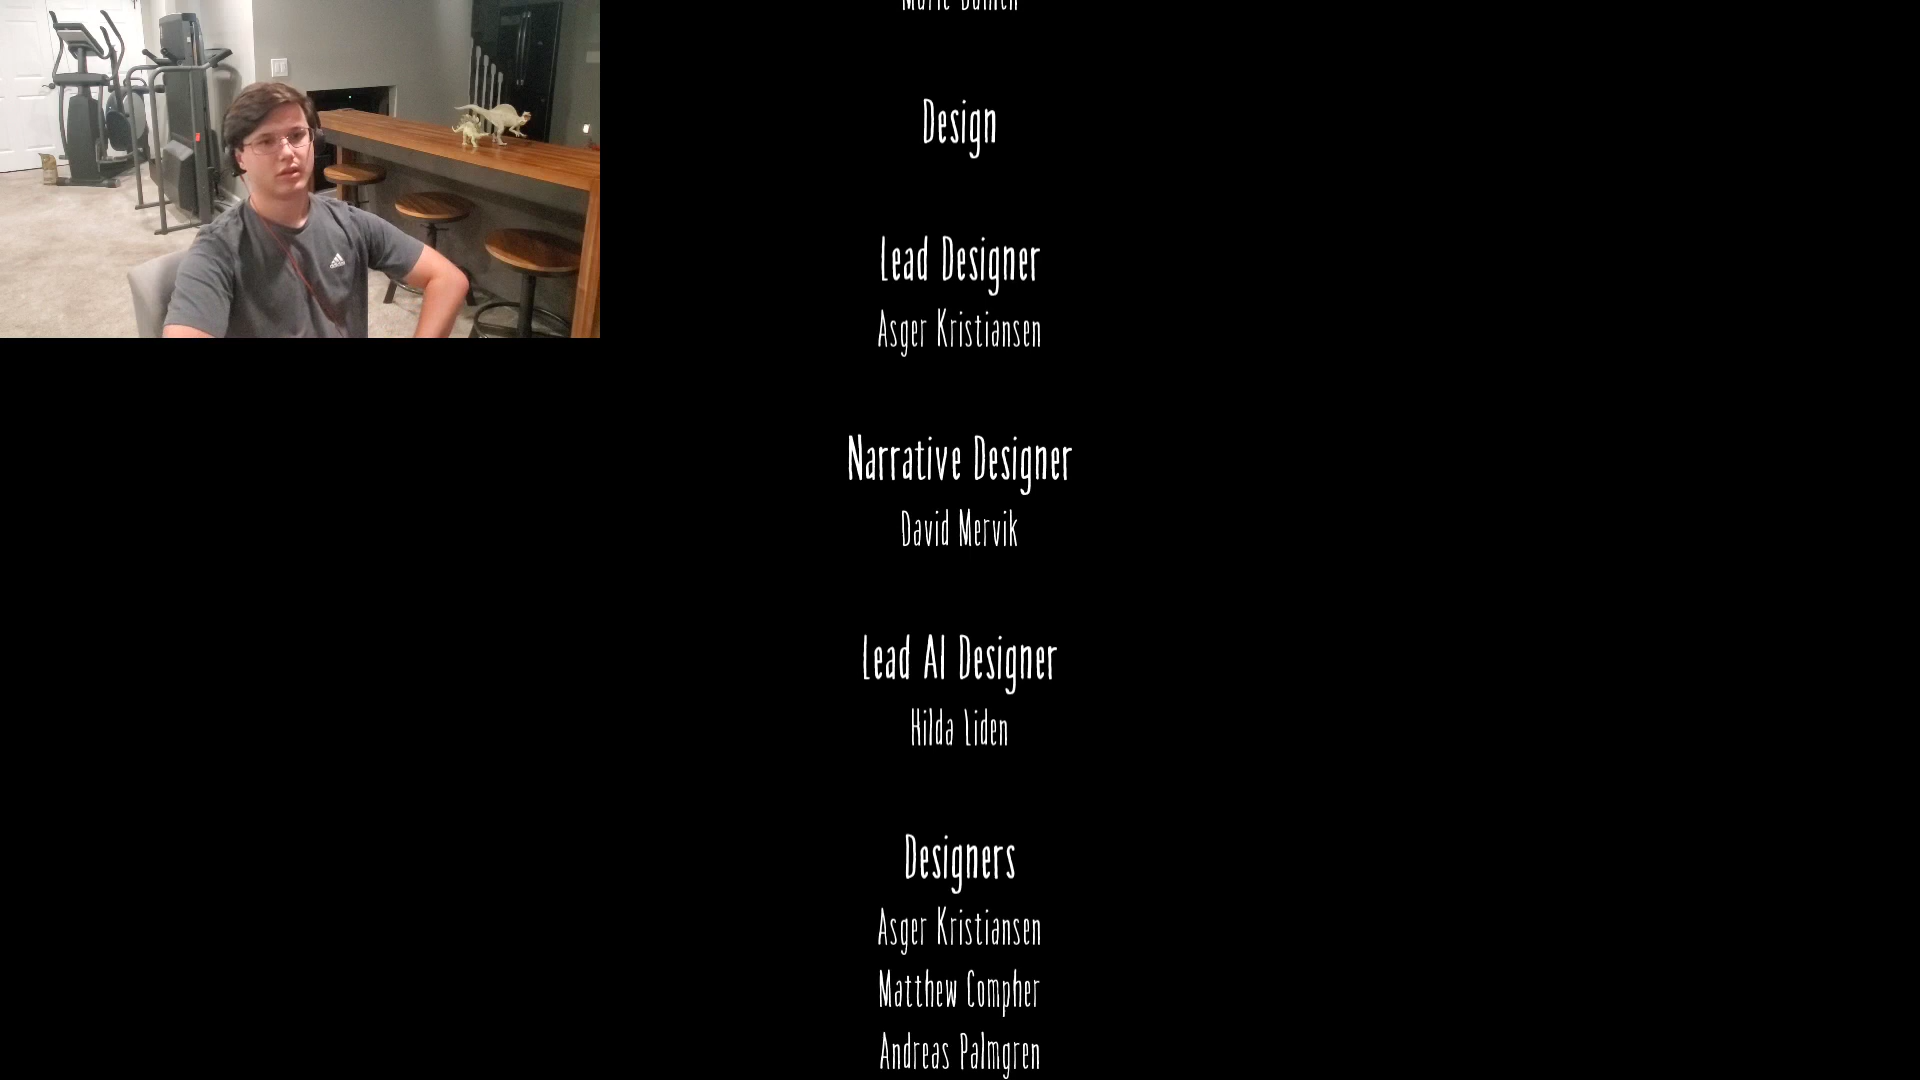 Design
Lead Designer
Asger Kristiansen
Narrative Designer
David Mervik
Lead AI Designer
Hilda Liden
Designers
Asger Kristiansen
Matthew Compher
Andreas Palmgren